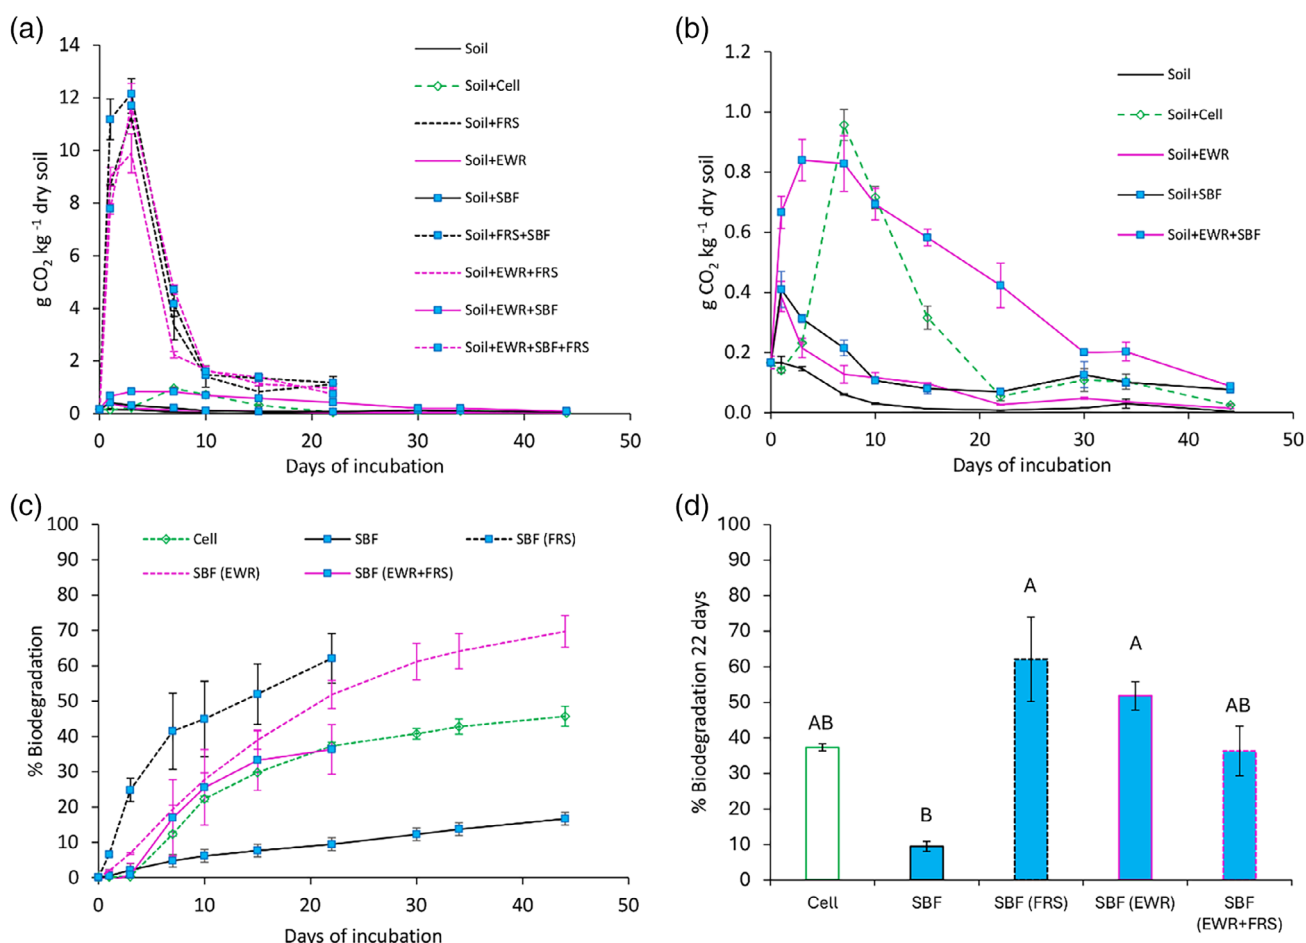 (a)
14
12
10
8
6
4
2
0
g CO2 kg -1 dry soil
0 10 20 30 40 50
Days of incubation
Soil
Soil+Cell
Soil+FRS
Soil+EWR
Soil+SBF
Soil+FRS+SBF
Soil+EWR+FRS
Soil+EWR+SBF
Soil+EWR+SBF+FRS
(b)
1.2
1.0
0.8
0.6
0.4
0.2
0.0
g CO2 kg -1 dry soil
0 10 20 30 40 50
Days of incubation
Soil
Soil+Cell
Soil+EWR
Soil+SBF
Soil+EWR+SBF
(c)
100
90
80
70
60
50
40
30
20
10
0
% Biodegradation
0 10 20 30 40 50
Days of incubation
Cell SBF SBF (FRS)
SBF (EWR) SBF (EWR+FRS)
(d)
100
90
80
70
60
50
40
30
20
10
0
% Biodegradation 22 days
AB B A A AB
Cell SBF SBF (FRS) SBF (EWR) SBF
(EWR+FRS)